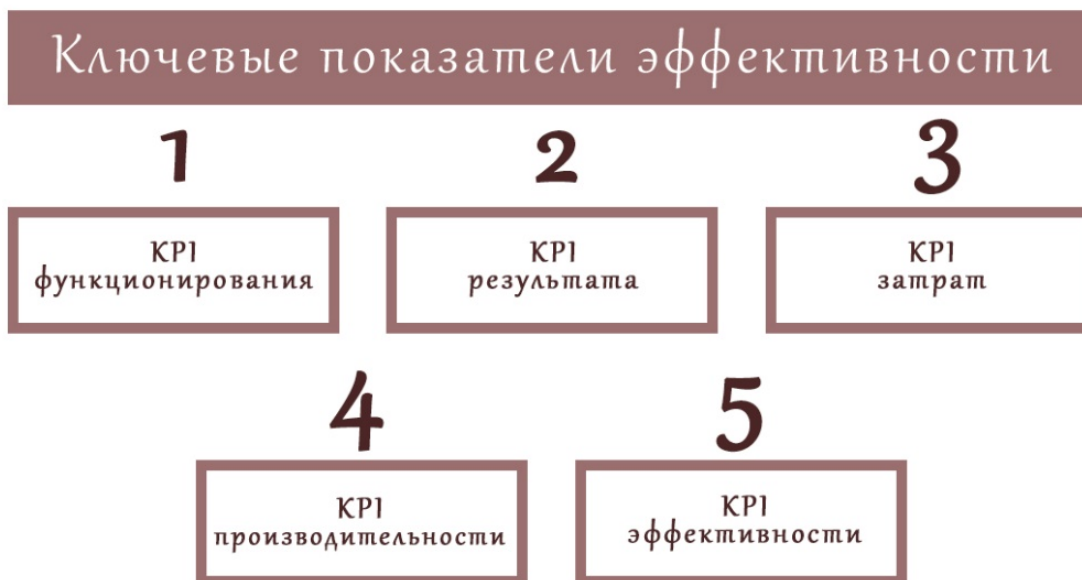 Ключевые показатели эффективности
1
2
3
KPI
функционирования
KPI
результата
KPI
затрат
4
5
KPI
производительности
KPI
эффективности